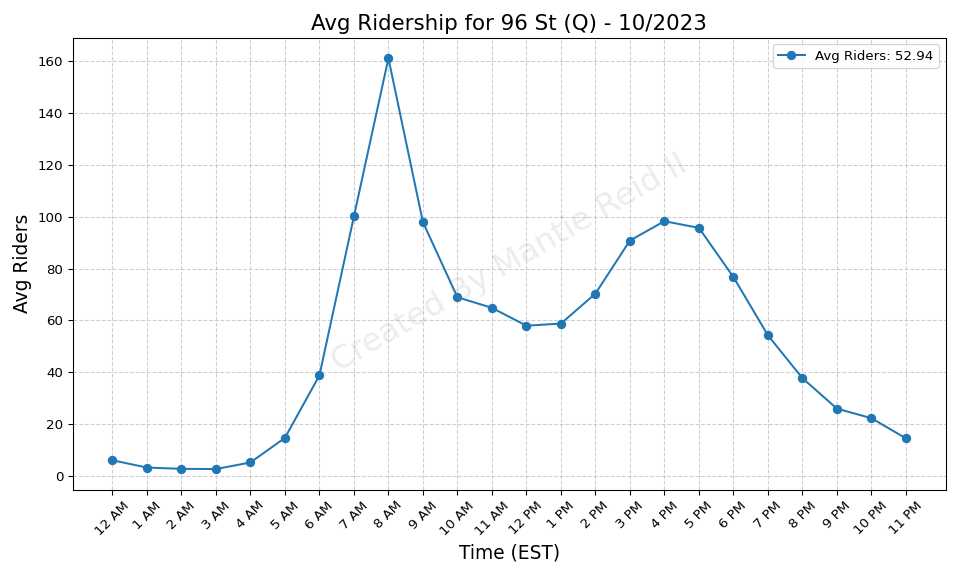 Avg Ridership for 96 St (Q) - 10/2023
Avg Riders: 52.94
Avg Riders
160
140
120
100
80
60
40
20
0
Created By Mantie Reid II
12 AM
1 AM
2 AM
3 AM
4 AM
5 AM
6 AM
7 AM
8 AM
9 AM
10 AM
11 AM
12 PM
1 PM
2 PM
3 PM
4 PM
5 PM
6 PM
7 PM
8 PM
9 PM
10 PM
11 PM
Time (EST)